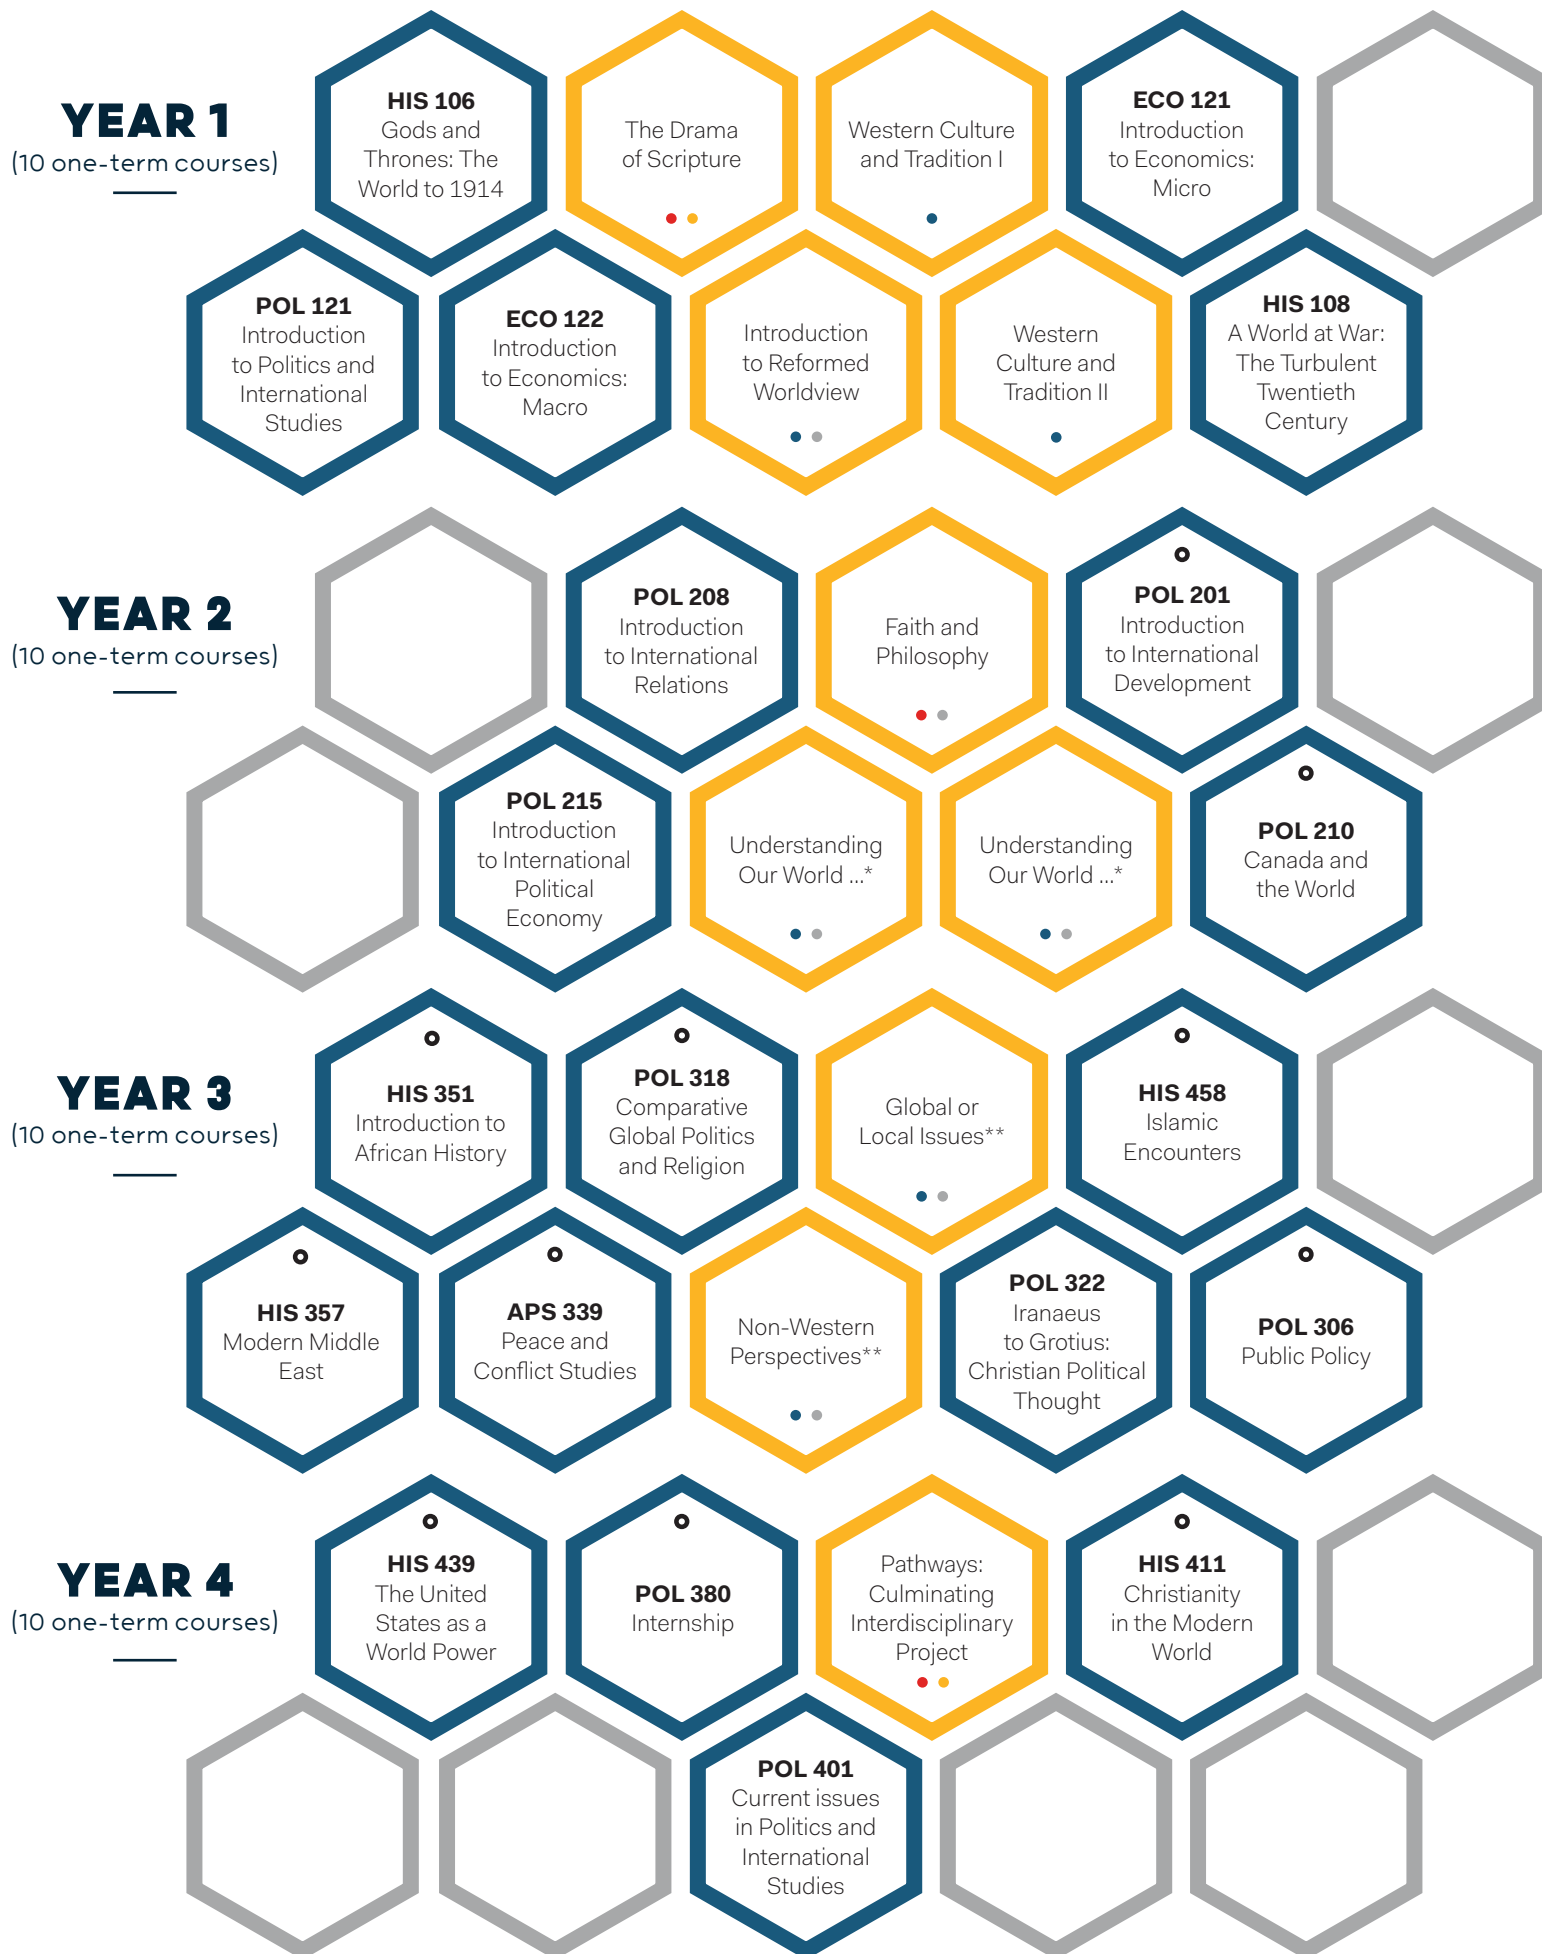 YEAR 1
(10 one-term courses)
HIS 106
Gods and
Thrones: The
World to 1914
The Drama
of Scripture
Western Culture
and Tradition I
ECO 121
Introduction
to Economics:
Micro
POL 121
Introduction
to Politics and
International
Studies
ECO 122
Introduction
to Economics:
Macro
Introduction
to Reformed
Worldview
Western
Culture and
Tradition II
HIS 108
A World at War:
The Turbulent
Twentieth
Century
YEAR 2
(10 one-term courses)
POL 208
Introduction
to International
Relations
Faith and
Philosophy
POL 201
Introduction
to International
Development
POL 215
Introduction
to International
Political
Economy
Understanding
Our World ...*
Understanding
Our World ...*
POL 210
Canada and
the World
YEAR 3
(10 one-term courses)
HIS 351
Introduction to
African History
POL 318
Comparative
Global Politics
and Religion
Global or
Local Issues**
HIS 458
Islamic
Encounters
HIS 357
Modern Middle
East
APS 339
Peace and
Conflict Studies
Non-Western
Perspectives**
POL 322
Iranaeus
to Grotius:
Christian Political
Thought
POL 306
Public Policy
YEAR 4
(10 one-term courses)
HIS 439
The United
States as a
World Power
POL 380
Internship
Pathways:
Culminating
Interdisciplinary
Project
HIS 411
Christianity
in the Modern
World
POL 401
Current issues
in Politics and
International
Studies